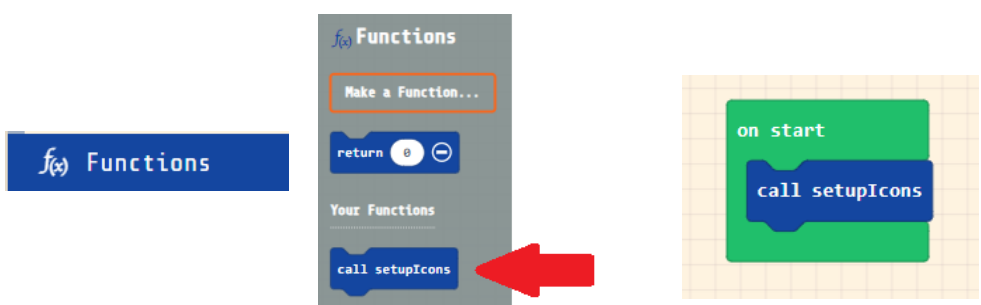 f(x) Functions
f(x) Functions
Make a Function...
return 0
Your Functions
call setupIcons
on start
call setupIcons